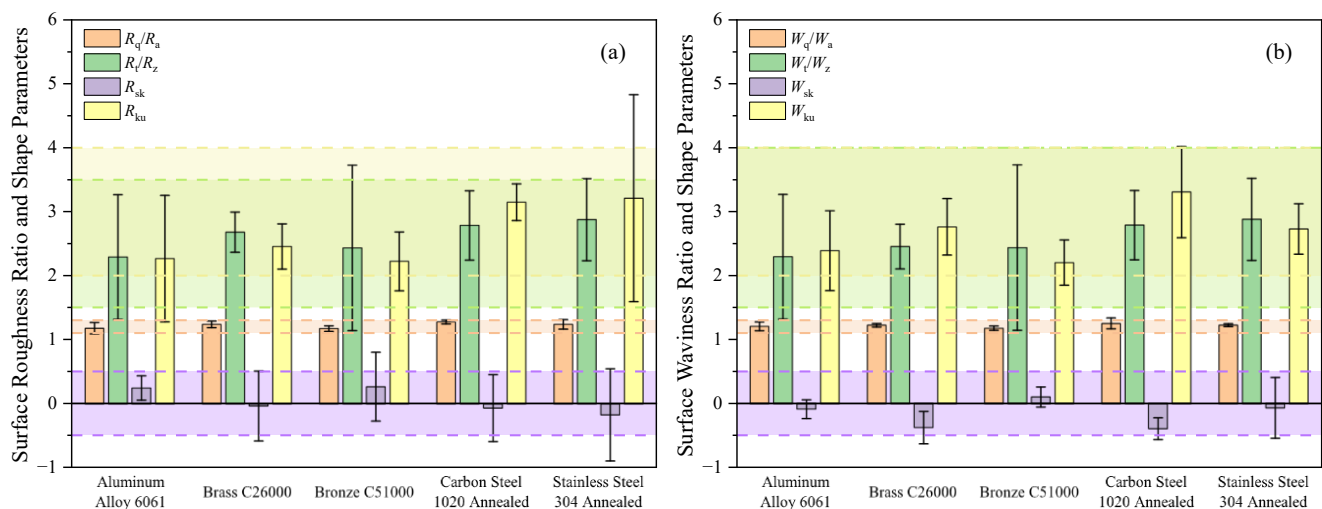 Surface Roughness Ratio and Shape Parameters
6
5
4
3
2
1
0
−1
Rq/Ra
Rt/Rz
Rsk
Rku
(a)
Aluminum
Alloy 6061
Brass C26000
Bronze C51000
Carbon Steel
1020 Annealed
Stainless Steel
304 Annealed
Surface Waviness Ratio and Shape Parameters
6
5
4
3
2
1
0
−1
Wq/Wa
Wt/Wz
Wsk
Wku
(b)
Aluminum
Alloy 6061
Brass C26000
Bronze C51000
Carbon Steel
1020 Annealed
Stainless Steel
304 Annealed